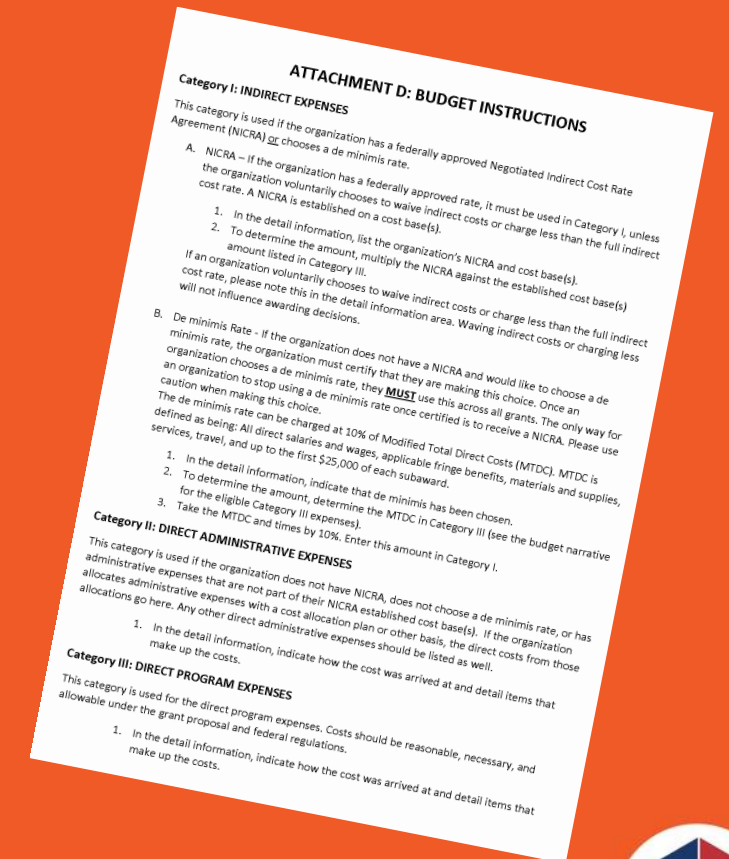 ATTACHMENT D: BUDGET INSTRUCTIONS
Category I: INDIRECT EXPENSES
This category is used if the organization has a federally approved Negotiated Indirect Cost Rate
Agreement (NICRA) or chooses a de minimis rate.
A. NICRA – If the organization has a federally approved rate, it must be used in Category I, unless
the organization voluntarily chooses to waive indirect costs or charge less than the full indirect
cost rate. A NICRA is established on a cost base(s).
1. In the detail information, list the organization's NICRA and cost base(s).
2. To determine the amount, multiply the NICRA against the established cost base(s)
amount listed in Category III.
If an organization voluntarily chooses to waive indirect costs or charge less than the full indirect
cost rate, please note this in the detail information area. Waving indirect costs or charging less
will not influence awarding decisions.
B. De minimis Rate - If the organization does not have a NICRA and would like to choose a de
minimis rate, the organization must certify that they are making this choice. Once an
organization chooses a de minimis rate, they MUST use this across all grants. The only way for
an organization to stop using a de minimis rate once certified is to receive a NICRA. Please use
caution when making this choice.
The de minimis rate can be charged at 10% of Modified Total Direct Costs (MTDC). MTDC is
defined as being: All direct salaries and wages, applicable fringe benefits, materials and supplies,
services, travel, and up to the first $25,000 of each subaward.
1. In the detail information, indicate that de minimis has been chosen.
2. To determine the amount, determine the MTDC in Category III (see the budget narrative
for the eligible Category III expenses).
3. Take the MTDC and times by 10%. Enter this amount in Category I.
Category II: DIRECT ADMINISTRATIVE EXPENSES
This category is used if the organization does not have NICRA, does not choose a de minimis rate, or has
administrative expenses that are not part of their NICRA established cost base(s). If the organization
allocates administrative expenses with a cost allocation plan or other basis, the direct costs from those
allocations go here. Any other direct administrative expenses should be listed as well.
1. In the detail information, indicate how the cost was arrived at and detail items that
make up the costs.
Category III: DIRECT PROGRAM EXPENSES
This category is used for the direct program expenses. Costs should be reasonable, necessary, and
allowable under the grant proposal and federal regulations.
1. In the detail information, indicate how the cost was arrived at and detail items that
make up the costs.